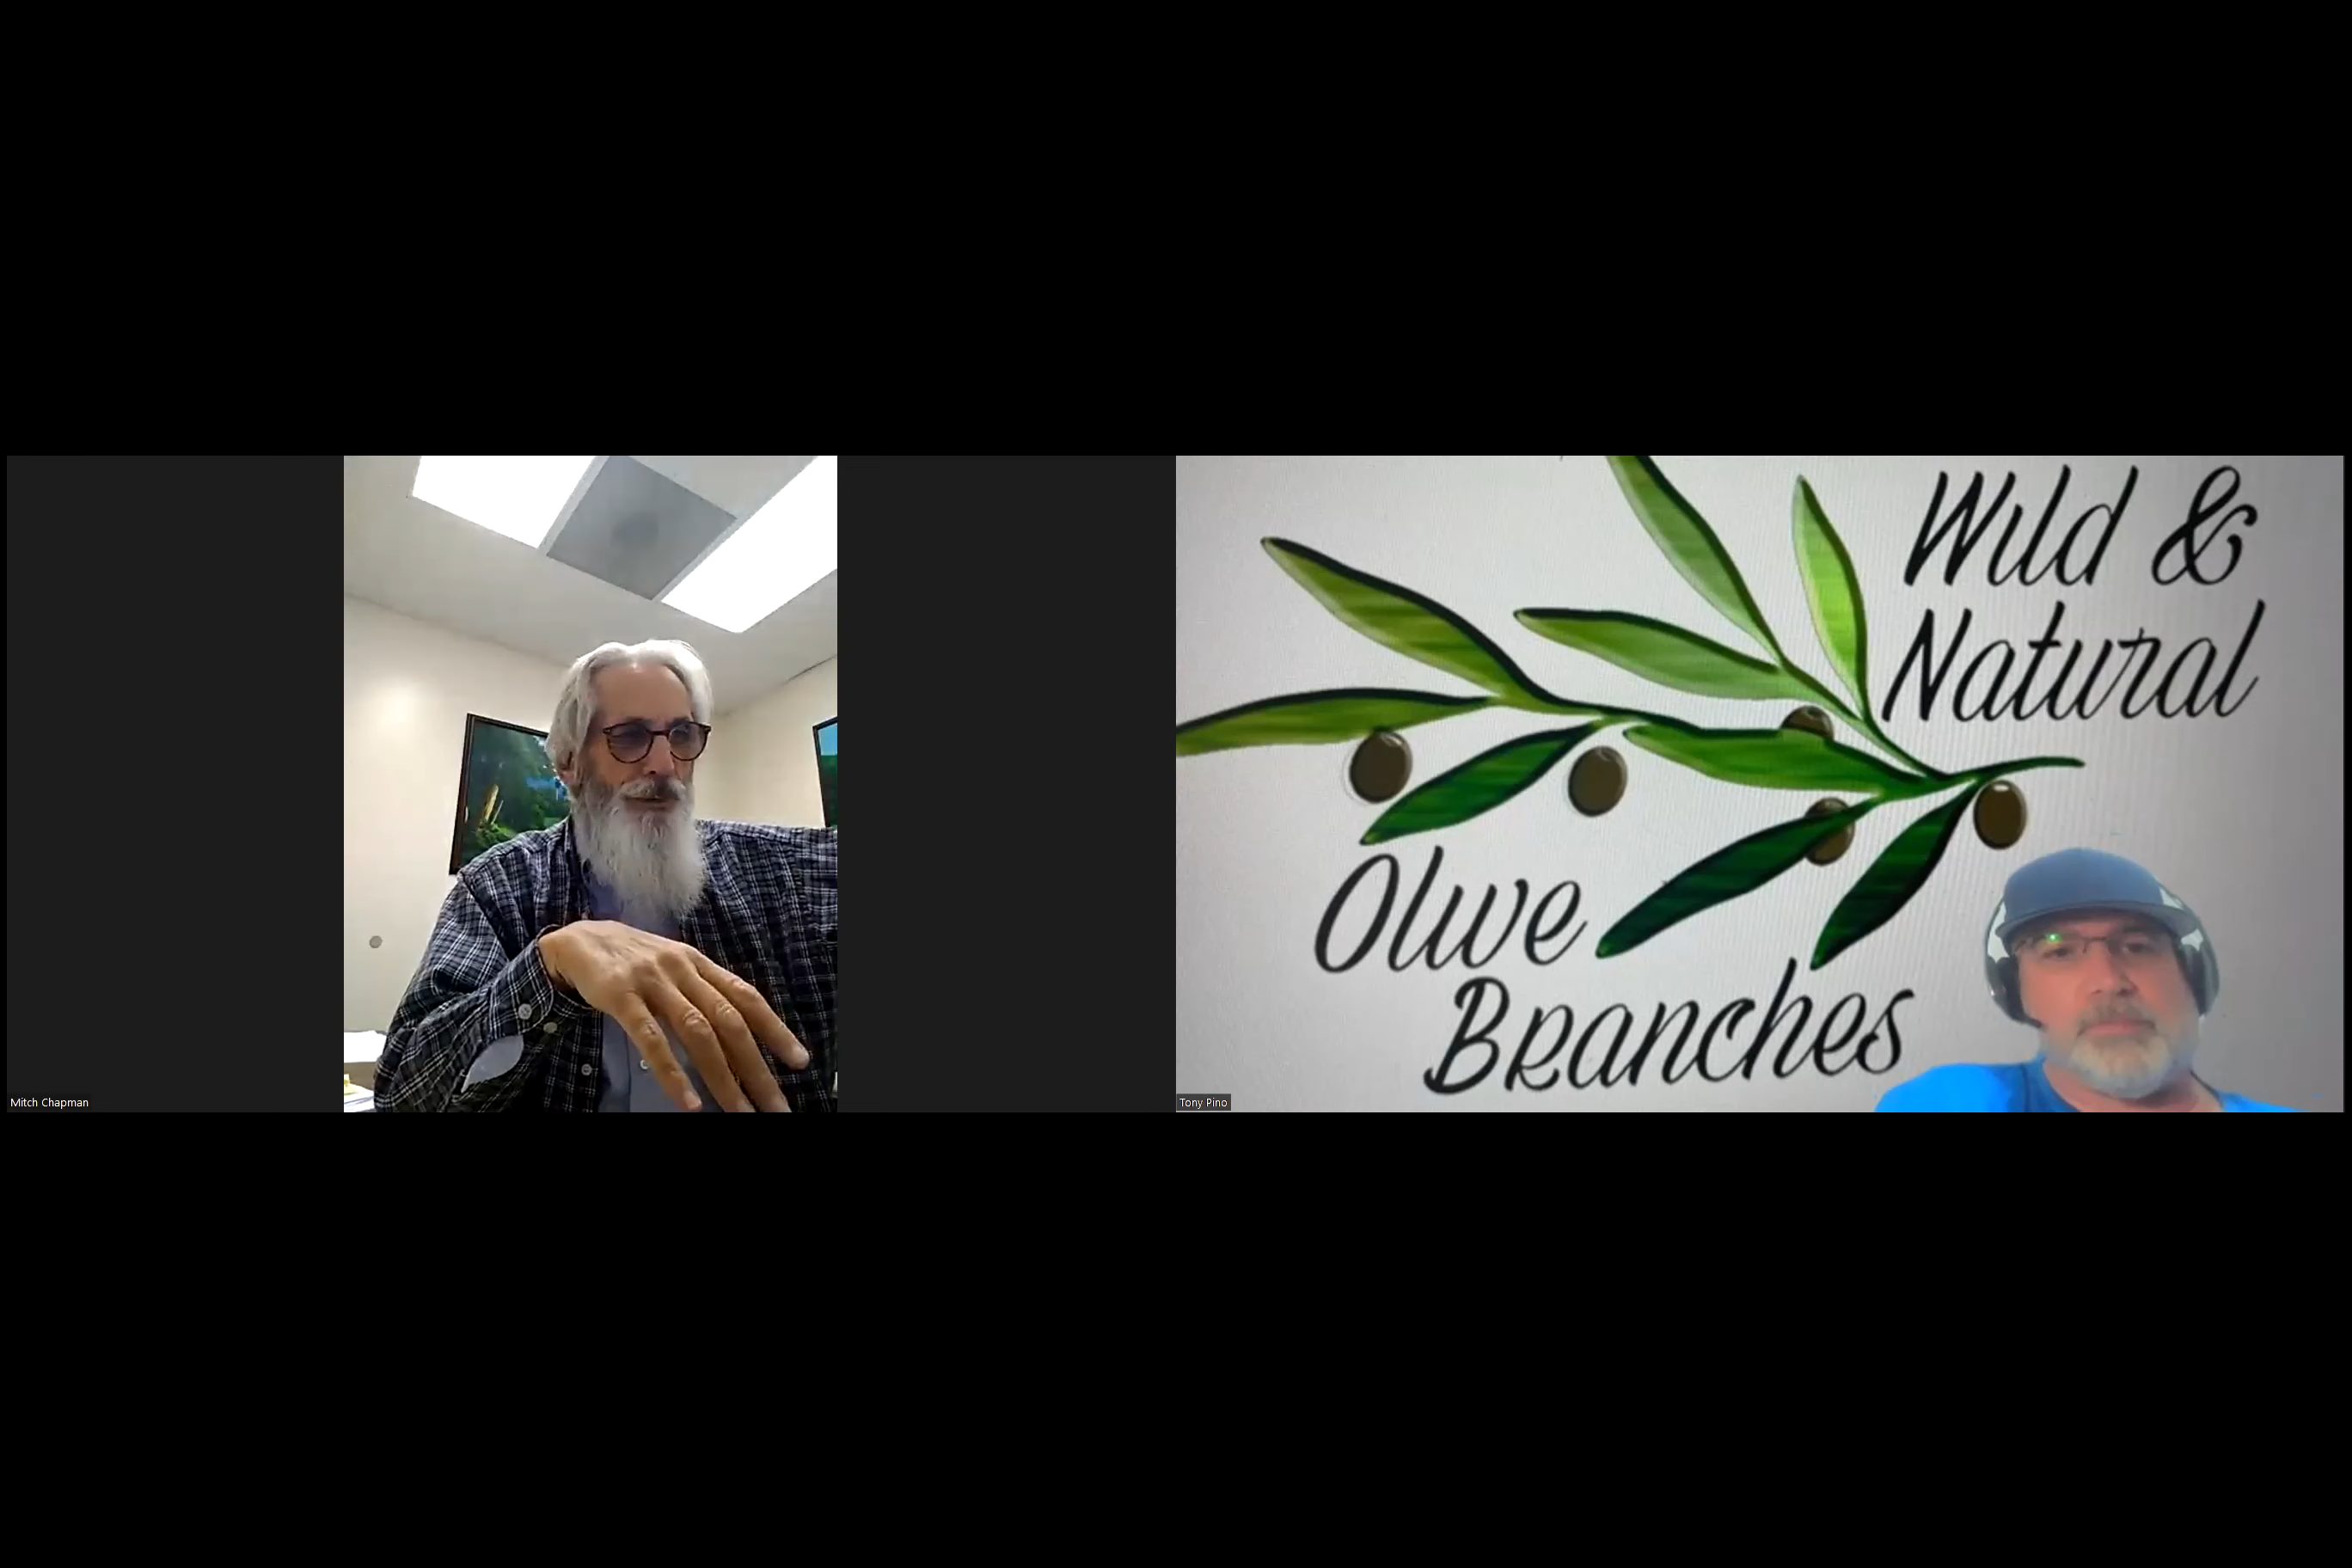 Wild &
Natural
Olive
Branches
Mitch Chapman
Tony Pino